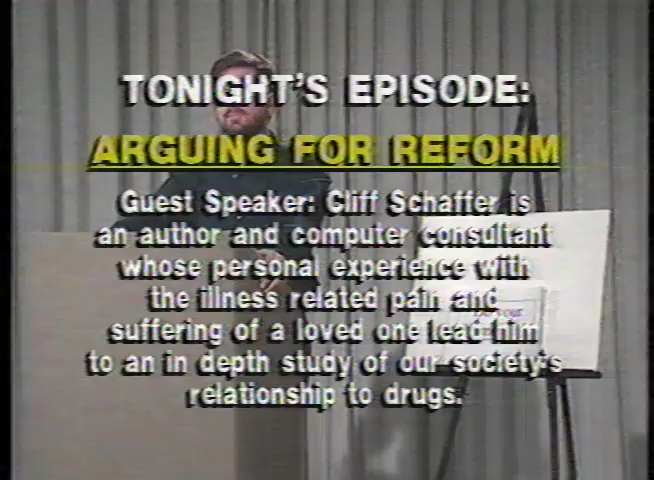 TONIGHT'S EPISODE:
ARGUING FOR REFORM
Guest Speaker: Cliff Schaffer is
an author and computer consultant
whose personal experience with
the illness related pain and
suffering of a loved one lead him
to an in depth study of our society's
relationship to drugs.